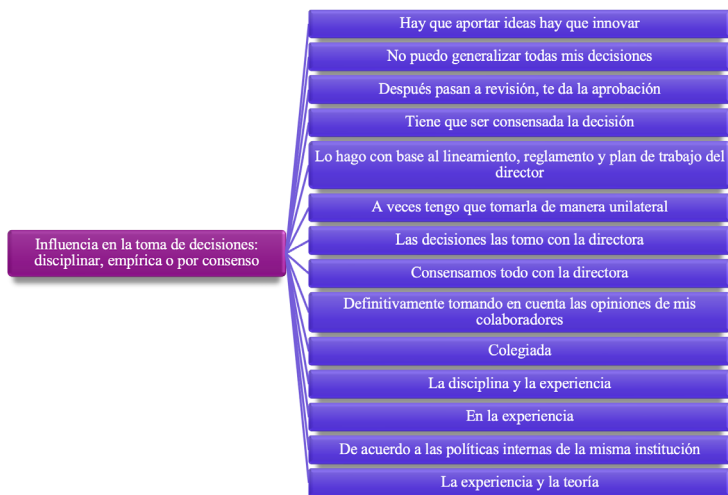 Hay que aportar ideas hay que innovar
No puedo generalizar todas mis decisiones
Después pasan a revisión, te da la aprobación
Tiene que ser consensada la decisión
Lo hago con base al lineamiento, reglamento y plan de trabajo del
director
A veces tengo que tomarla de manera unilateral
Influencia en la toma de decisiones:
disciplinar, empírica o por consenso
Las decisiones las tomo con la directora
Consensamos todo con la directora
Definitivamente tomando en cuenta las opiniones de mis
colaboradores
Colegiada
La disciplina y la experiencia
En la experiencia
De acuerdo a las políticas internas de la misma institución
La experiencia y la teoría